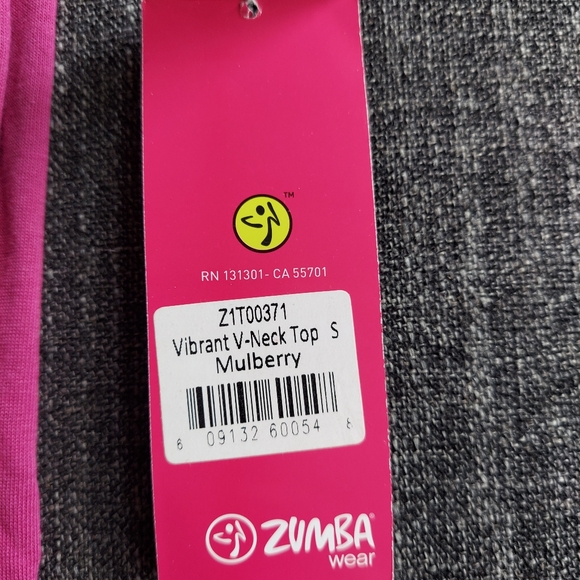 ™
RN 131301- CA 55701
Z1T00371
Vibrant V-Neck Top S
Mulberry
6 09132 60054 8
ZUMBA®
wear